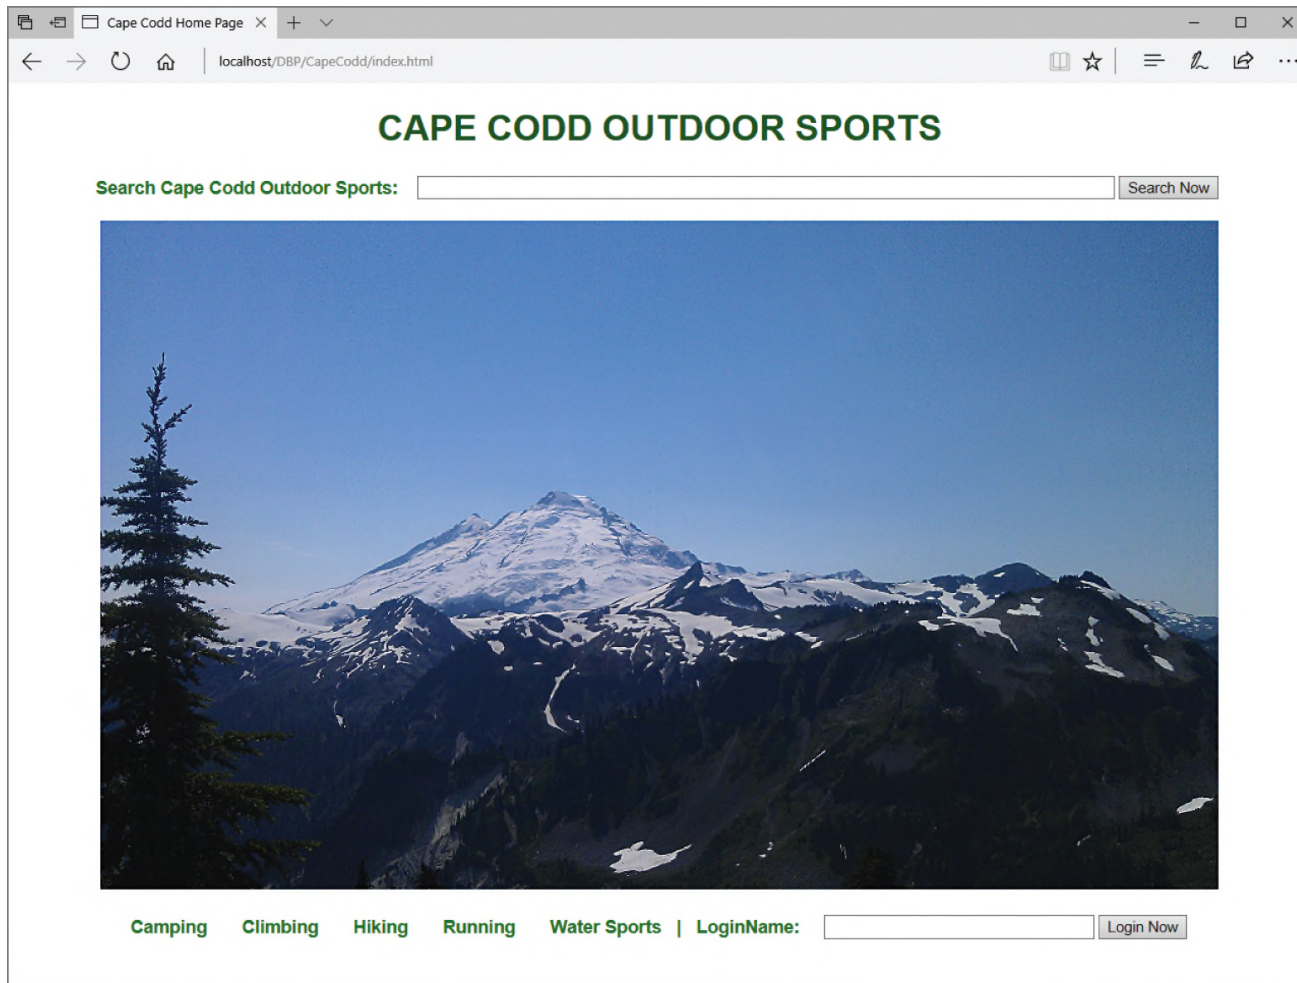 Cape Codd Home Page
localhost/DBP/CapeCodd/index.html
CAPE CODD OUTDOOR SPORTS
Search Cape Codd Outdoor Sports: Search Now
Camping Climbing Hiking Running Water Sports | LoginName: Login Now